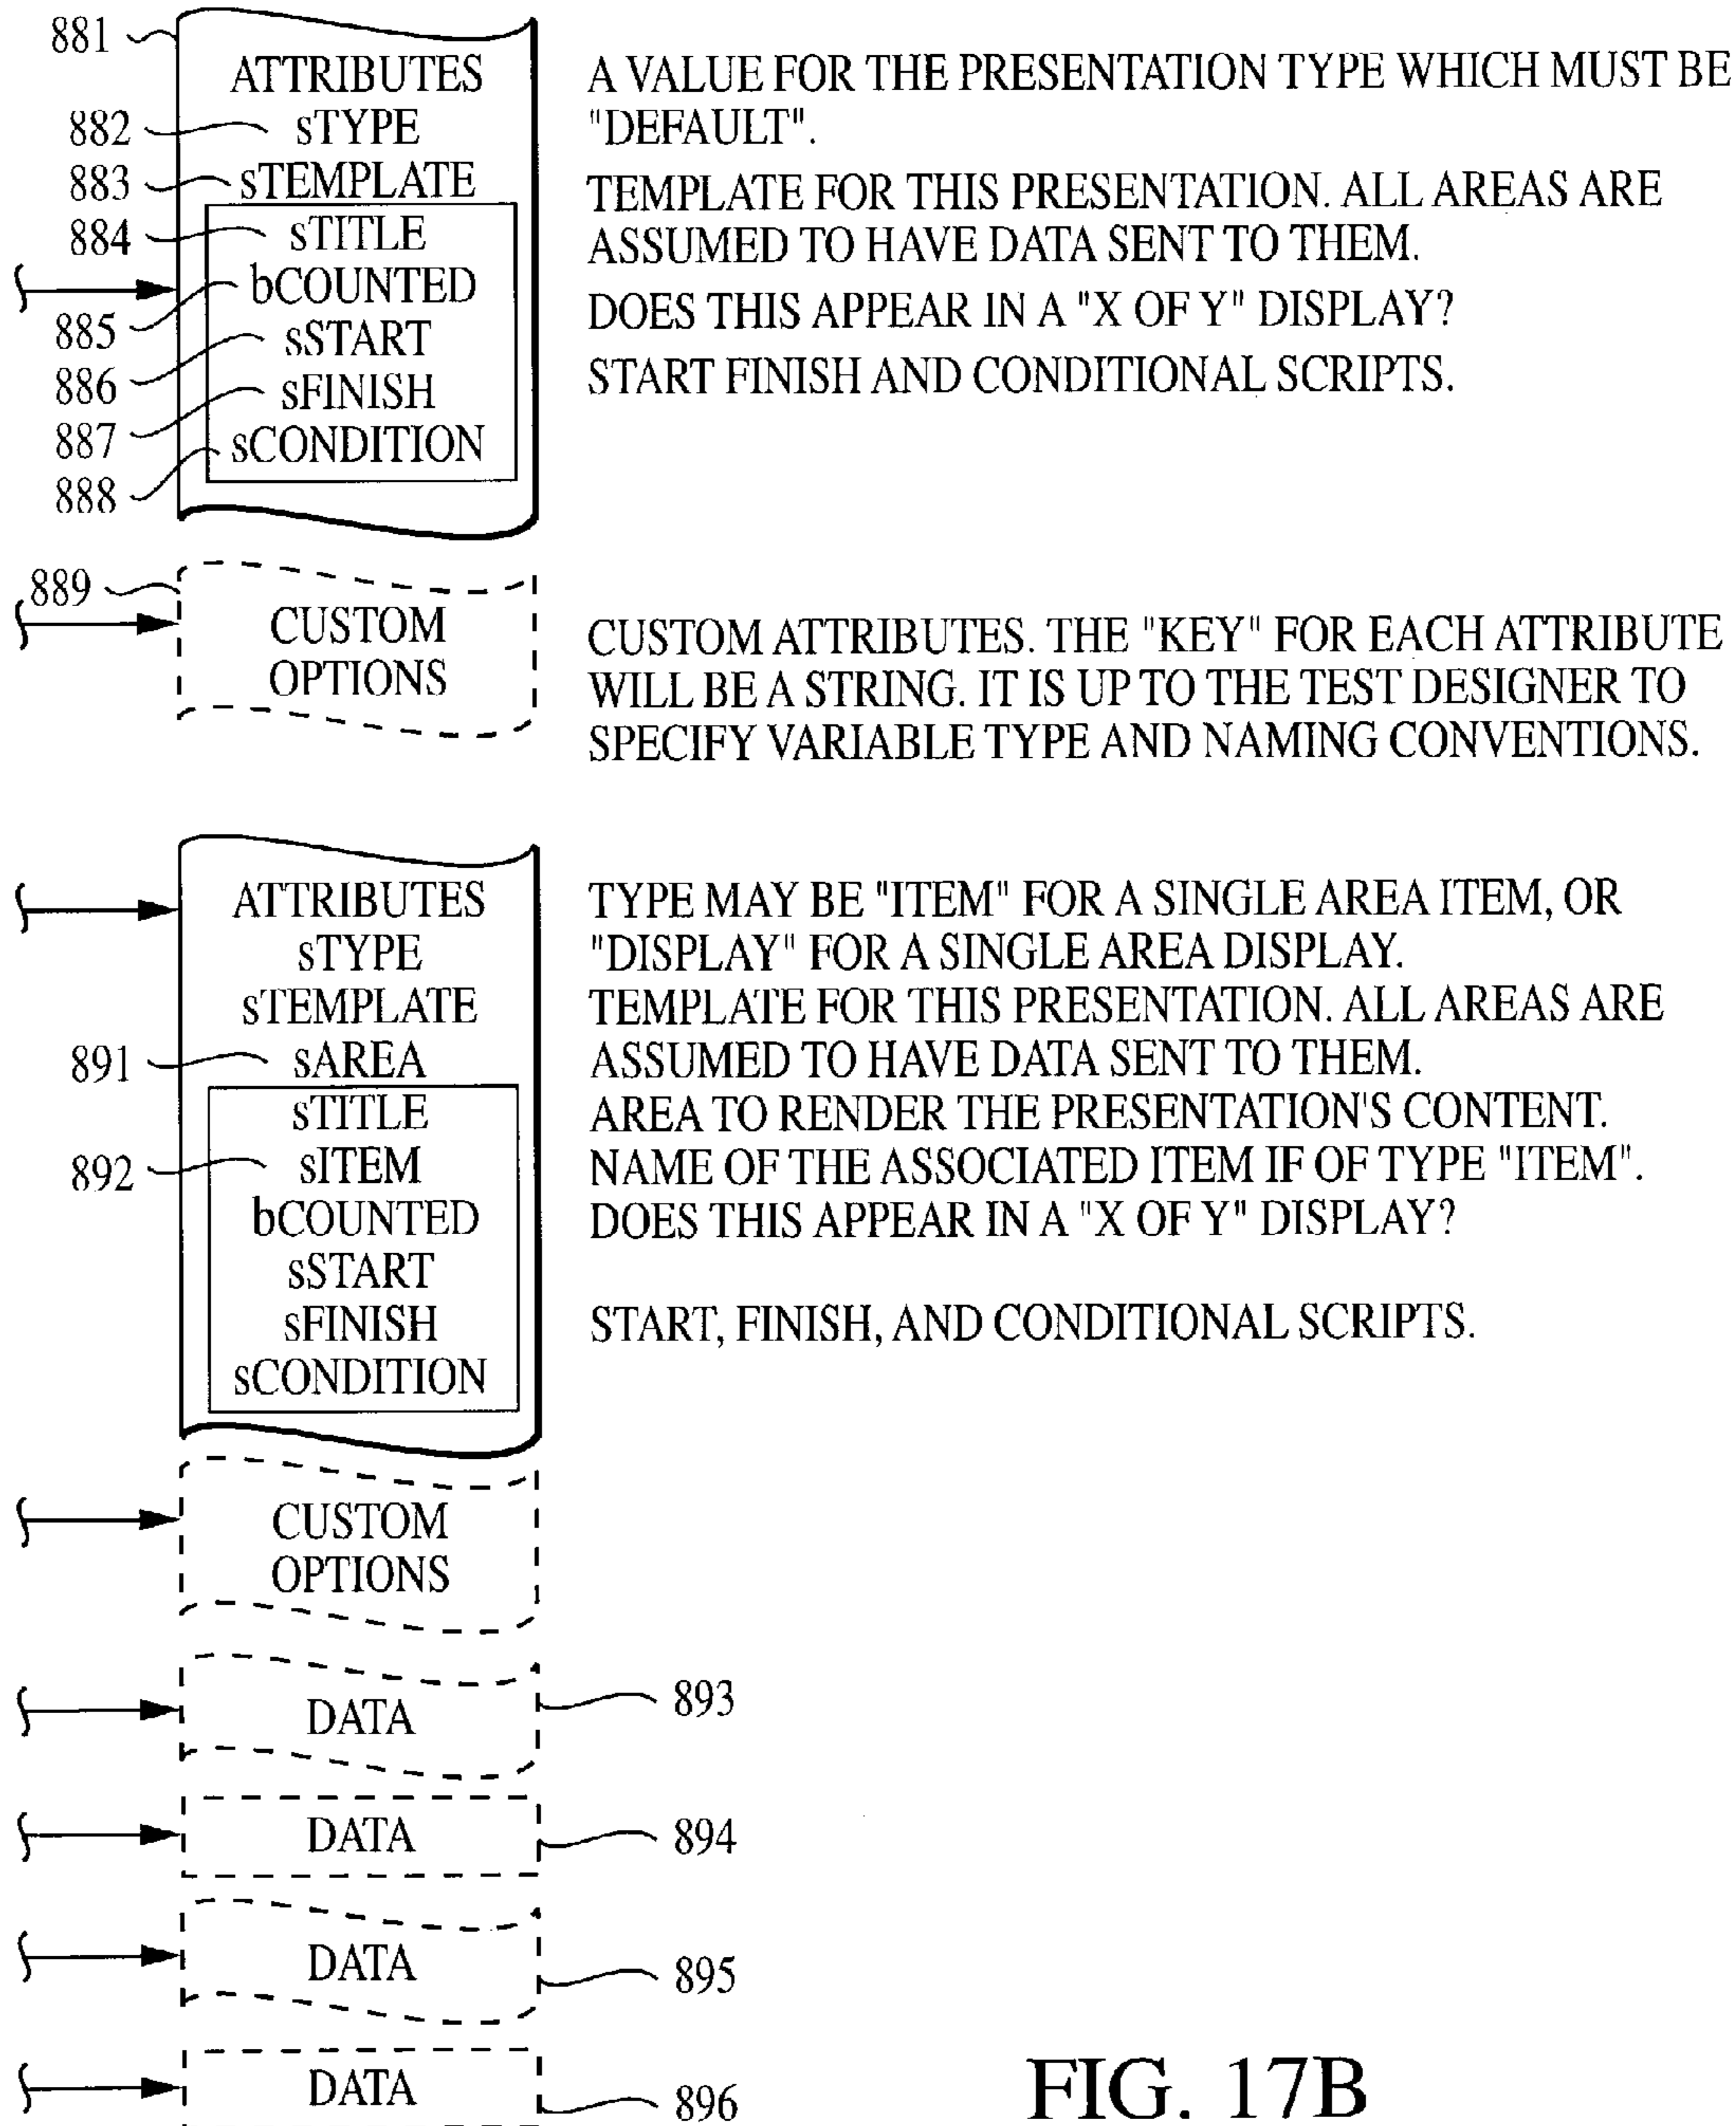 881
ATTRIBUTES
A VALUE FOR THE PRESENTATION TYPE WHICH MUST BE
882
sTYPE
"DEFAULT".
883
sTEMPLATE
TEMPLATE FOR THIS PRESENTATION. ALL AREAS ARE
884
sTITLE
ASSUMED TO HAVE DATA SENT TO THEM.
bCOUNTED
DOES THIS APPEAR IN A "X OF Y" DISPLAY?
885
sSTART
886
sFINISH
START FINISH AND CONDITIONAL SCRIPTS.
887
sCONDITION
888
889
CUSTOM
OPTIONS
CUSTOM ATTRIBUTES. THE "KEY" FOR EACH ATTRIBUTE
WILL BE A STRING. IT IS UP TO THE TEST DESIGNER TO
SPECIFY VARIABLE TYPE AND NAMING CONVENTIONS.
ATTRIBUTES
TYPE MAY BE "ITEM" FOR A SINGLE AREA ITEM, OR
sTYPE
"DISPLAY" FOR A SINGLE AREA DISPLAY.
sTEMPLATE
TEMPLATE FOR THIS PRESENTATION. ALL AREAS ARE
891
sAREA
ASSUMED TO HAVE DATA SENT TO THEM.
sTITLE
AREA TO RENDER THE PRESENTATION'S CONTENT.
892
sITEM
NAME OF THE ASSOCIATED ITEM IF OF TYPE "ITEM".
bCOUNTED
DOES THIS APPEAR IN A "X OF Y" DISPLAY?
sSTART
sFINISH
START, FINISH, AND CONDITIONAL SCRIPTS.
sCONDITION
CUSTOM
OPTIONS
DATA
893
DATA
894
DATA
895
DATA
896
FIG. 17B